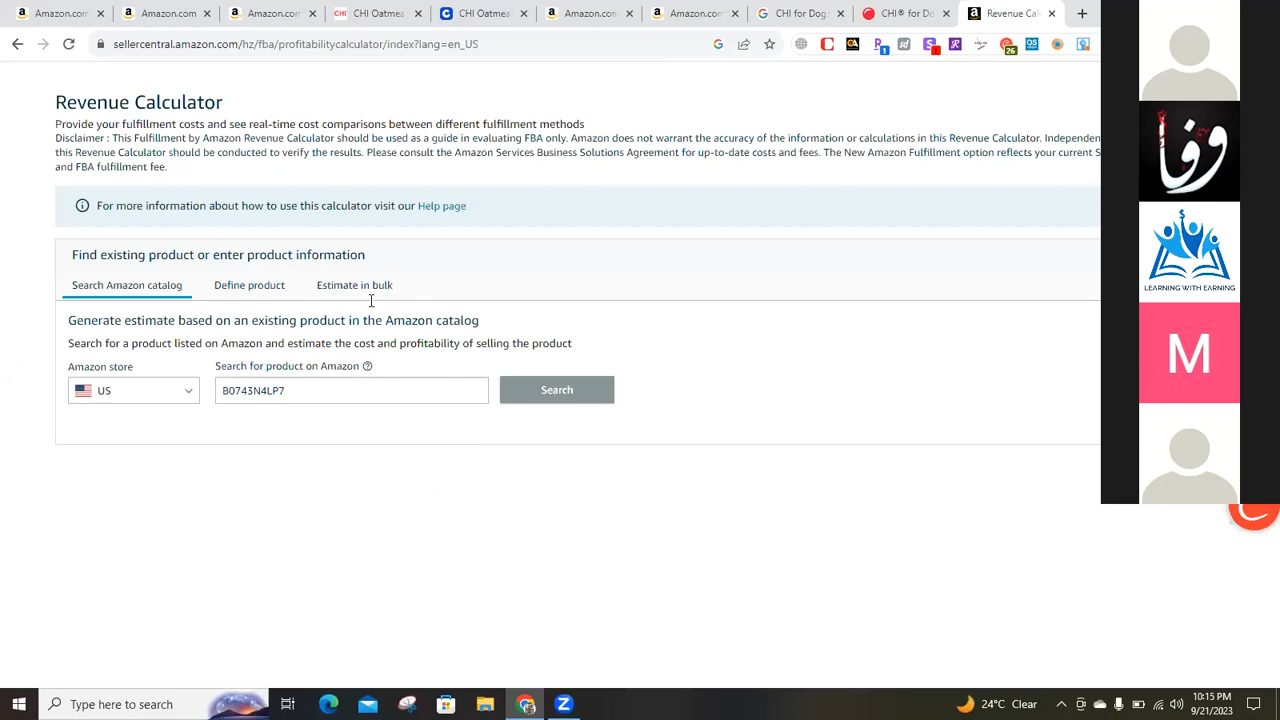 Amazon.com
Amazon.com
Amazon.com
CHI Oatmea
CHI Oatmea
Amazon.com
Amazon.com
CHI for Dog
CHI® for Do
Revenue Cal
sellercentral.amazon.com/hz/fba/profitabilitycalculator/index?lang=en_US
Revenue Calculator
Provide your fulfillment costs and see real-time cost comparisons between different fulfillment methods
Disclaimer : This Fulfillment by Amazon Revenue Calculator should be used as a guide in evaluating FBA only. Amazon does not warrant the accuracy of the information or calculations in this Revenue Calculator. Independen
this Revenue Calculator should be conducted to verify the results. Please consult the Amazon Services Business Solutions Agreement for up-to-date costs and fees. The New Amazon Fulfillment option reflects your current S
and FBA fulfillment fee.
For more information about how to use this calculator visit our Help page
Find existing product or enter product information
Search Amazon catalog
Define product
Estimate in bulk
Generate estimate based on an existing product in the Amazon catalog
Search for a product listed on Amazon and estimate the cost and profitability of selling the product
Amazon store
Search for product on Amazon
US
B0743N4LP7
Search
وفا
LEARNING WITH EARNING
M
Type here to search
24°C Clear
10:15 PM
9/21/2023